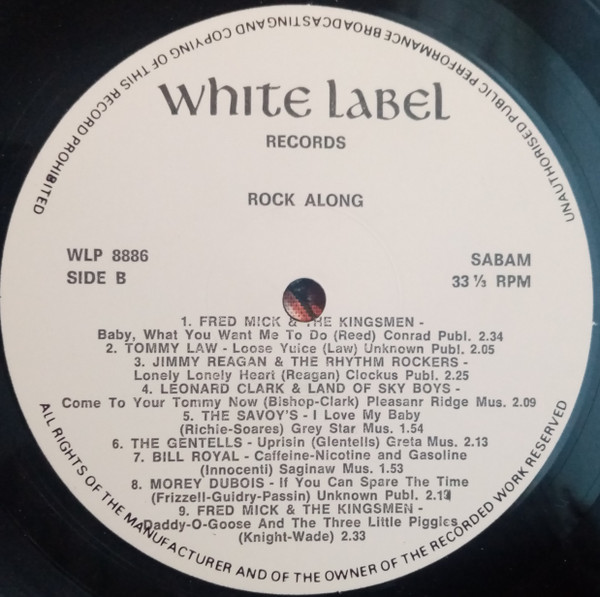 White Label
RECORDS
ROCK ALONG
WLP 8886
SIDE B
SABAM
33 ⅓ RPM
1. FRED MICK & THE KINGSMEN -
Baby, What You Want Me To Do (Reed) Conrad Publ. 2.34
2. TOMMY LAW - Loose Yuice (Law) Unknown Publ. 2.05
3. JIMMY REAGAN & THE RHYTHM ROCKERS -
Lonely Lonely Heart (Reagan) Clockus Publ. 2.25
4. LEONARD CLARK & LAND OF SKY BOYS -
Come To Your Tommy Now (Bishop-Clark) Pleasanr Ridge Mus. 2.09
5. THE SAVOY'S - I Love My Baby
(Richie-Soares) Grey Star Mus. 1.54
6. THE GENTELLS - Uprisin (Glentells) Greta Mus. 2.13
7. BILL ROYAL - Caffeine-Nicotine and Gasoline
(Innocenti) Saginaw Mus. 1.53
8. MOREY DUBOIS - If You Can Spare The Time
(Frizzell-Guidry-Passin) Unknown Publ.
9. FRED MICK & THE KINGSMEN -
Daddy-O-Goose And The Three Little Piggies
(Knight-Wade) 2.33
ALL RIGHTS OF THE MANUFACTURER AND OF THE OWNER OF THE RECORDED WORK RESERVED
UNAUTHORISED PUBLIC PERFORMANCE BROADCASTING AND COPYING OF THIS RECORD PROHIBITED